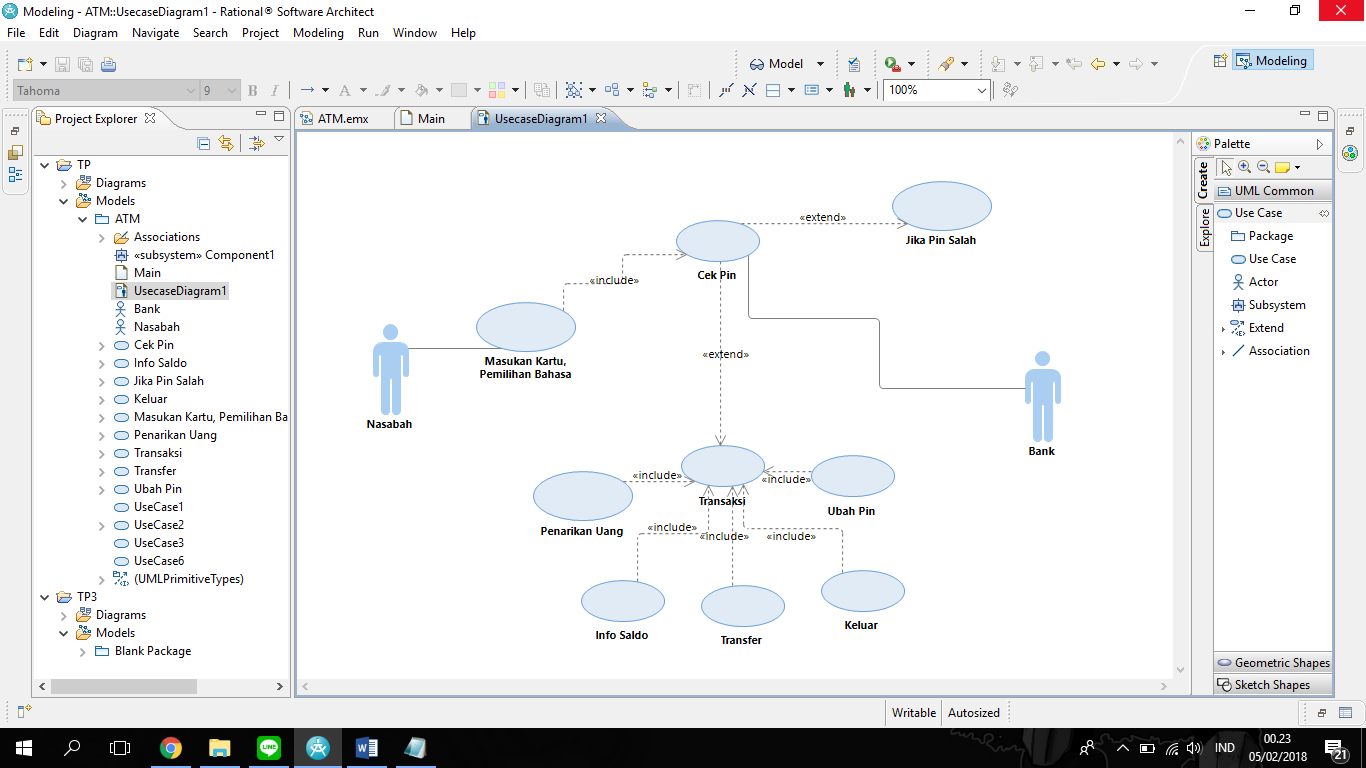 Modeling - ATM::UsecaseDiagram1 - Rational® Software Architect
File Edit Diagram Navigate Search Project Modeling Run Window Help
Model
Modeling
Tahoma 9 B I A 100%
Project Explorer
ATM.emx Main UsecaseDiagram1
TP
Diagrams
Models
ATM
Associations
«subsystem» Component1
Main
UsecaseDiagram1
Bank
Nasabah
Cek Pin
Info Saldo
Jika Pin Salah
Keluar
Masukan Kartu, Pemilihan Ba
Penarikan Uang
Transaksi
Transfer
Ubah Pin
UseCase1
UseCase2
UseCase3
UseCase6
(UMLPrimitiveTypes)
TP3
Diagrams
Models
Blank Package
«extend»
Jika Pin Salah
Cek Pin
«include»
Masukan Kartu,
Pemilihan Bahasa
Nasabah
«extend»
Bank
Transaksi
«include»
Penarikan Uang
«include»
Ubah Pin
«include»
«include»
«include»
Info Saldo
Transfer
Keluar
Palette
Create
Explore
UML Common
Use Case
Package
Use Case
Actor
Subsystem
Extend
Association
Geometric Shapes
Sketch Shapes
Writable Autosized
LINE
W
IND
00.23
05/02/2018
21